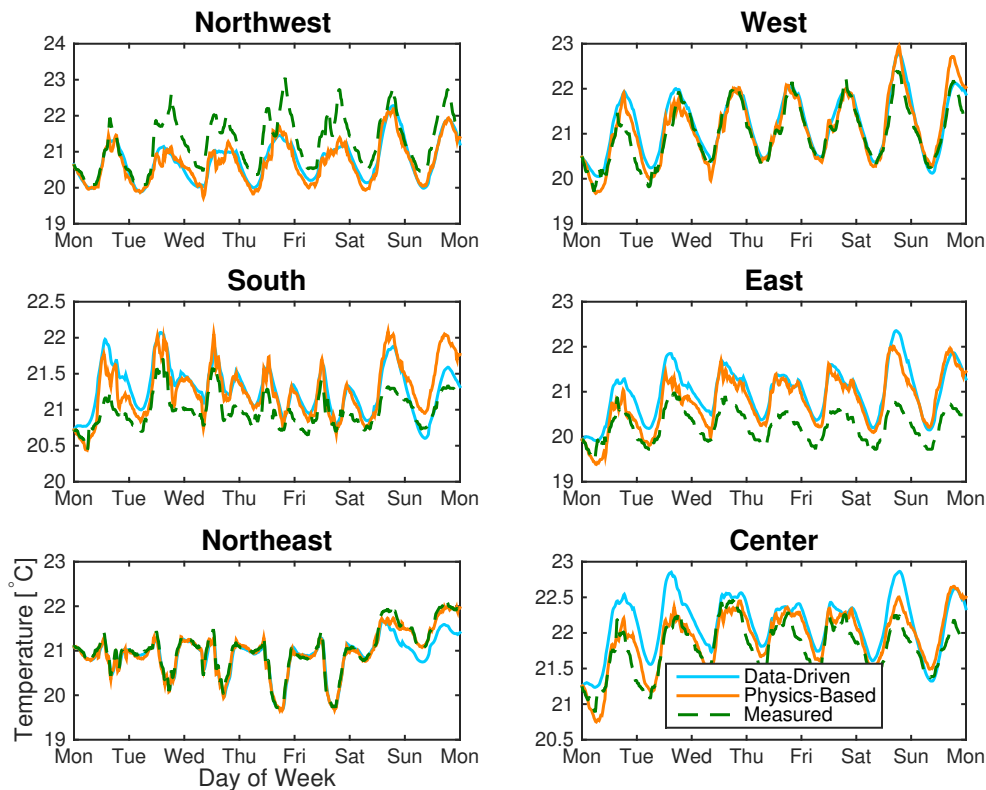 Northwest
24
23
22
21
20
19
Mon Tue Wed Thu Fri Sat Sun Mon
West
23
22
21
20
19
Mon Tue Wed Thu Fri Sat Sun Mon
South
22.5
22
21.5
21
20.5
20
Mon Tue Wed Thu Fri Sat Sun Mon
East
23
22
21
20
19
Mon Tue Wed Thu Fri Sat Sun Mon
Northeast
Temperature [°C]
23
22
21
20
19
Mon Tue Wed Thu Fri Sat Sun Mon
Day of Week
Center
23
22.5
22
21.5
21
20.5
Data-Driven
Physics-Based
Measured
Mon Tue Wed Thu Fri Sat Sun Mon